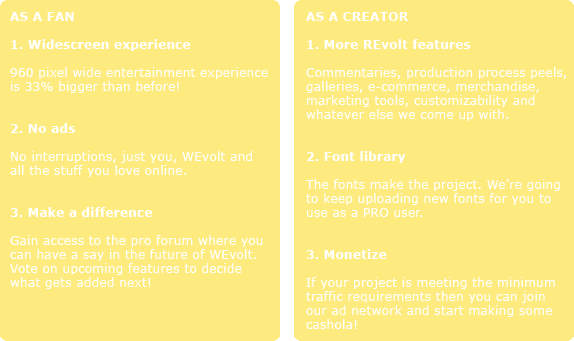 AS A FAN
1. Widescreen experience
960 pixel wide entertainment experience
is 33% bigger than before!
2. No ads
No interruptions, just you, WEvolt and
all the stuff you love online.
3. Make a difference
Gain access to the pro forum where you
can have a say in the future of WEvolt.
Vote on upcoming features to decide
what gets added next!
AS A CREATOR
1. More REvolt features
Commentaries, production process peels,
galleries, e-commerce, merchandise,
marketing tools, customizability and
whatever else we come up with.
2. Font library
The fonts make the project. We're going
to keep uploading new fonts for you to
use as a PRO user.
3. Monetize
If your project is meeting the minimum
traffic requirements then you can join
our ad network and start making some
cashola!